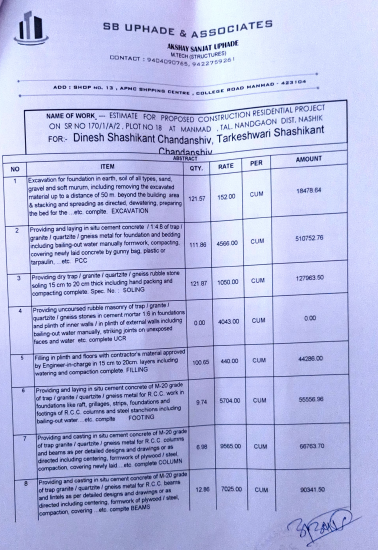 SB UPHADE & ASSOCIATES
AKSHAY SANJAY UPHADE
M.TECH (STRUCTURES)
CONTACT : 9404090765, 9422759261
ADD : SHOP NO. 13 , APMC SHPPING CENTRE , COLLEGE ROAD MANMAD - 423104
NAME OF WORK ESTIMATE FOR PROPOSED CONSTRUCTION RESIDENTIAL PROJECT
ON SR NO 170/1/A/2 , PLOT NO 18 AT MANMAD , TAL. NANDGAON DIST. NASHIK
FOR:- Dinesh Shashikant Chandanshiv, Tarkeshwari Shashikant
Chandanshiv
ABSTRACT
NO ITEM QTY. RATE PER AMOUNT
1 Excavation for foundation in earth, soil of all types, sand,
gravel and soft murum, including removing the excavated
material up to a distance of 50 m. beyond the building area
& stacking and spreading as directed, dewatering, preparing
the bed for the ...etc. complte. EXCAVATION
121.57 152.00 CUM 18478.64
2 Providing and laying in situ cement concrete / 1:4:8 of trap /
granite / quartzite / gneiss metal for foundation and bedding
including bailing-out water manually formwork, compacting,
covering newly laid concrete by gunny bag, plastic or
tarpaulin, ...etc. PCC
111.86 4566.00 CUM 510752.76
3 Providing dry trap / granite / quartzite / gneiss rubble stone
soling 15 cm to 20 cm thick including hand packing and
compacting complete. Spec. No. : SOLING
121.87 1050.00 CUM 127963.50
4 Providing uncoursed rubble masonry of trap / granite /
quartzite / gneiss stones in cement mortar 1:6 in foundations
and plinth of inner walls / in plinth of external walls including
bailing out water manually, striking joints on unexposed
faces and water etc. complete UCR
0.00 4043.00 CUM 0.00
5 Filling in plinth and floors with contractor's material approved
by Engineer-in-charge in 15 cm to 20cm. layers including
watering and compaction complete. FILLING
100.65 440.00 CUM 44286.00
6 Providing and laying in situ cement concrete of M-20 grade
of trap / granite / quartzite / gneiss metal for R.C.C. work in
foundations like raft, grillages, strips, foundations and
footings of R.C.C. columns and steel stanchions including
bailing-out water ...etc. complte FOOTING
9.74 5704.00 CUM 55556.96
7 Providing and casting in situ cement concrete of M-20 grade
of trap granite / quartzite / gneiss metal for R.C.C. columns
and beams as per detailed designs and drawings or as
directed including centering, formwork of plywood / steel,
compaction, covering newly laid ...etc. complete COLUMN
6.98 9565.00 CUM 66763.70
8 Providing and casting in situ cement concrete of M-20 grade
of trap / granite / quartzite / gneiss metal for R.C.C. beams
and lintels as per detailed designs and drawings or as
directed including centering, formwork of plywood / steel,
compaction, covering ...etc. compte BEAMS
12.86 7025.00 CUM 90341.50